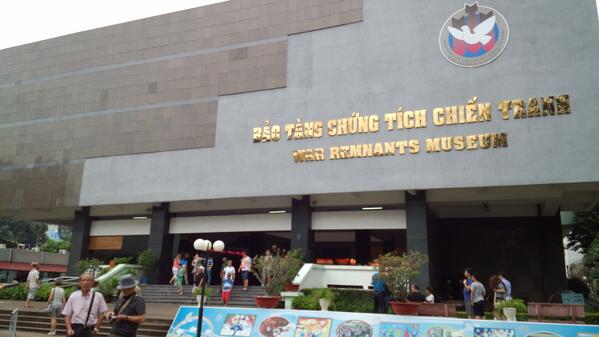 BẢO TÀNG CHỨNG TÍCH CHIẾN TRANH
WAR REMNANTS MUSEUM